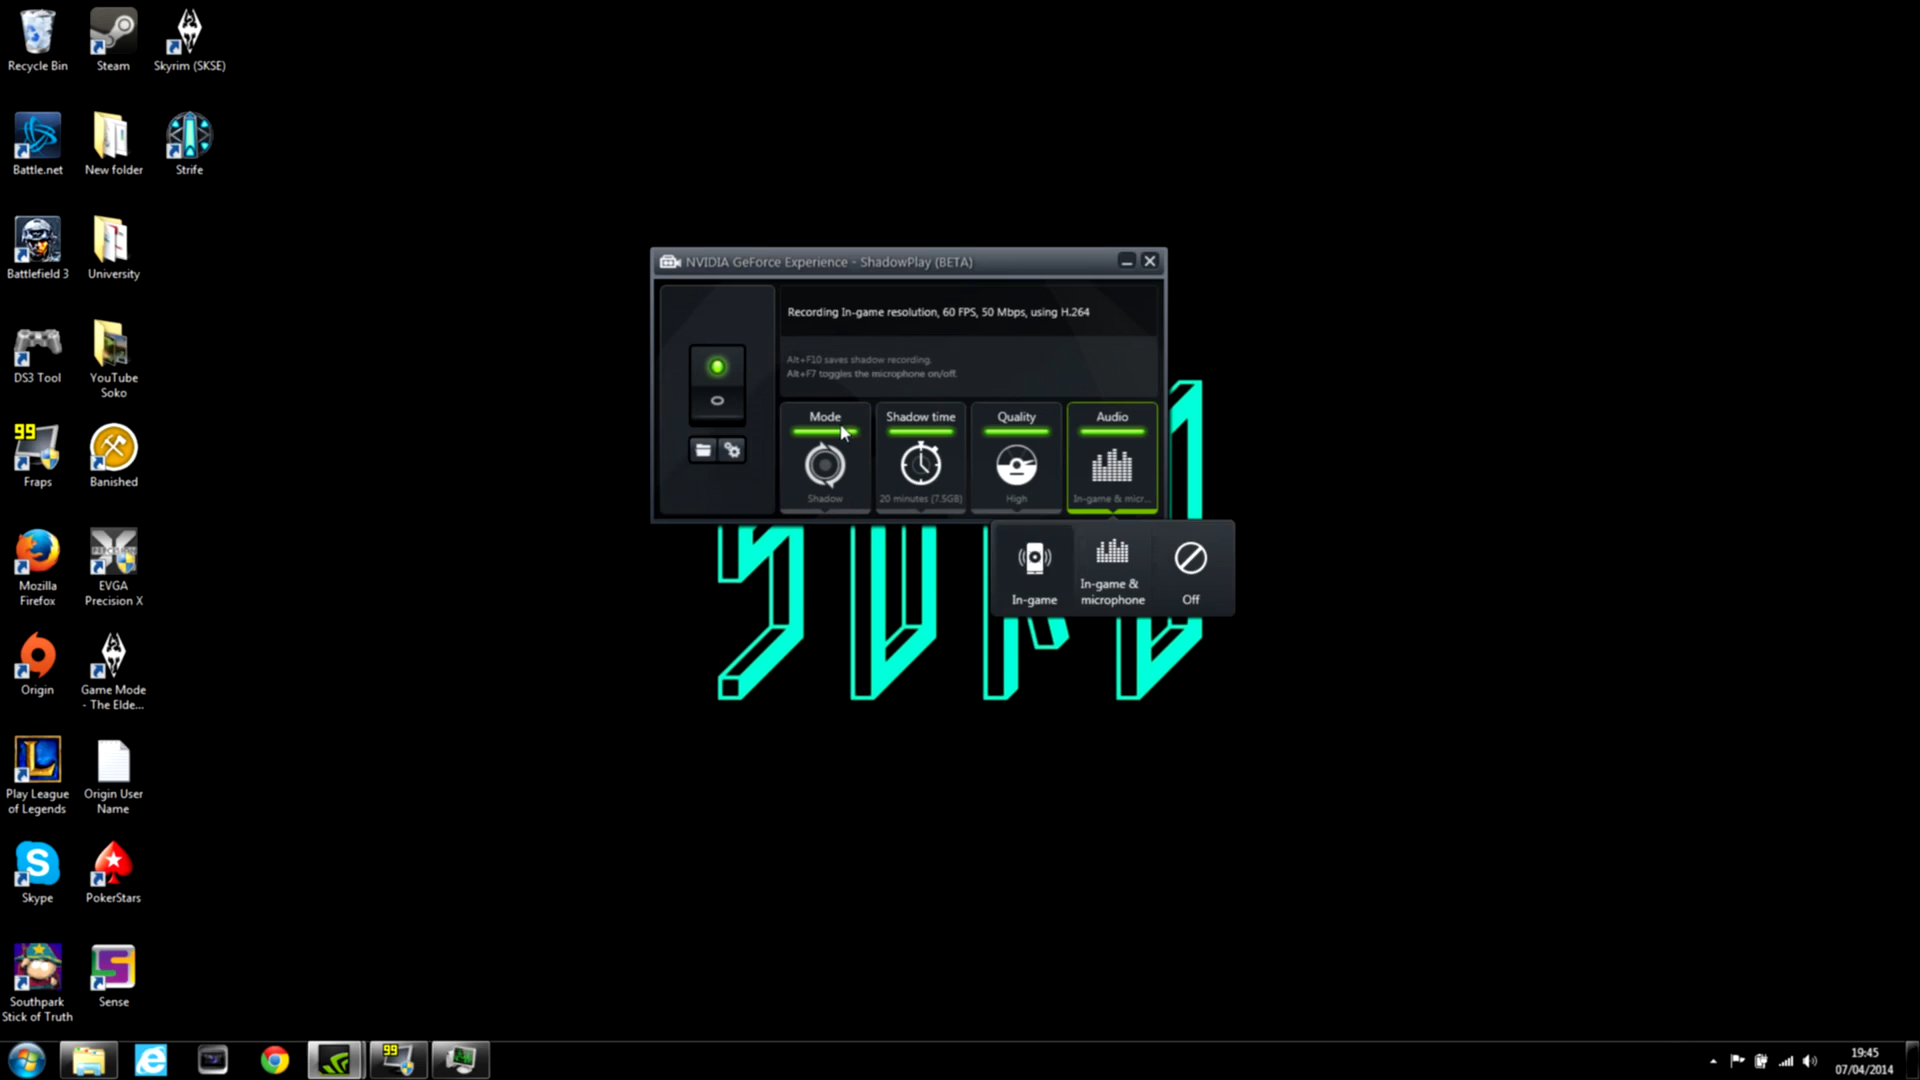 Recycle Bin
Steam
Skyrim (SKSE)
Battle.net
New folder
Strife
Battlefield 3
University
DS3 Tool
YouTube
Soko
99
Fraps
Banished
Mozilla
Firefox
PRECISION
EVGA
Precision X
Origin
Game Mode
- The Elde...
Play League
of Legends
Origin User
Name
Skype
PokerStars
Southpark
Stick of Truth
Sense
NVIDIA GeForce Experience - ShadowPlay (BETA)
Recording In-game resolution, 60 FPS, 50 Mbps, using H.264
Alt+F10 saves shadow recording.
Alt+F7 toggles the microphone on/off.
Mode
Shadow time
Quality
Audio
Shadow
20 minutes (7.5GB)
High
In-game & micr...
In-game
In-game &
microphone
Off
99
19:45
07/04/2014